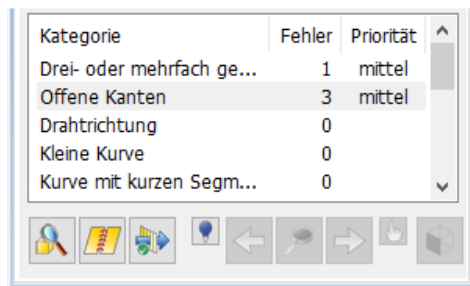 Kategorie Fehler Priorität
Drei- oder mehrfach ge... 1 mittel
Offene Kanten 3 mittel
Drahtrichtung 0
Kleine Kurve 0
Kurve mit kurzen Segm... 0